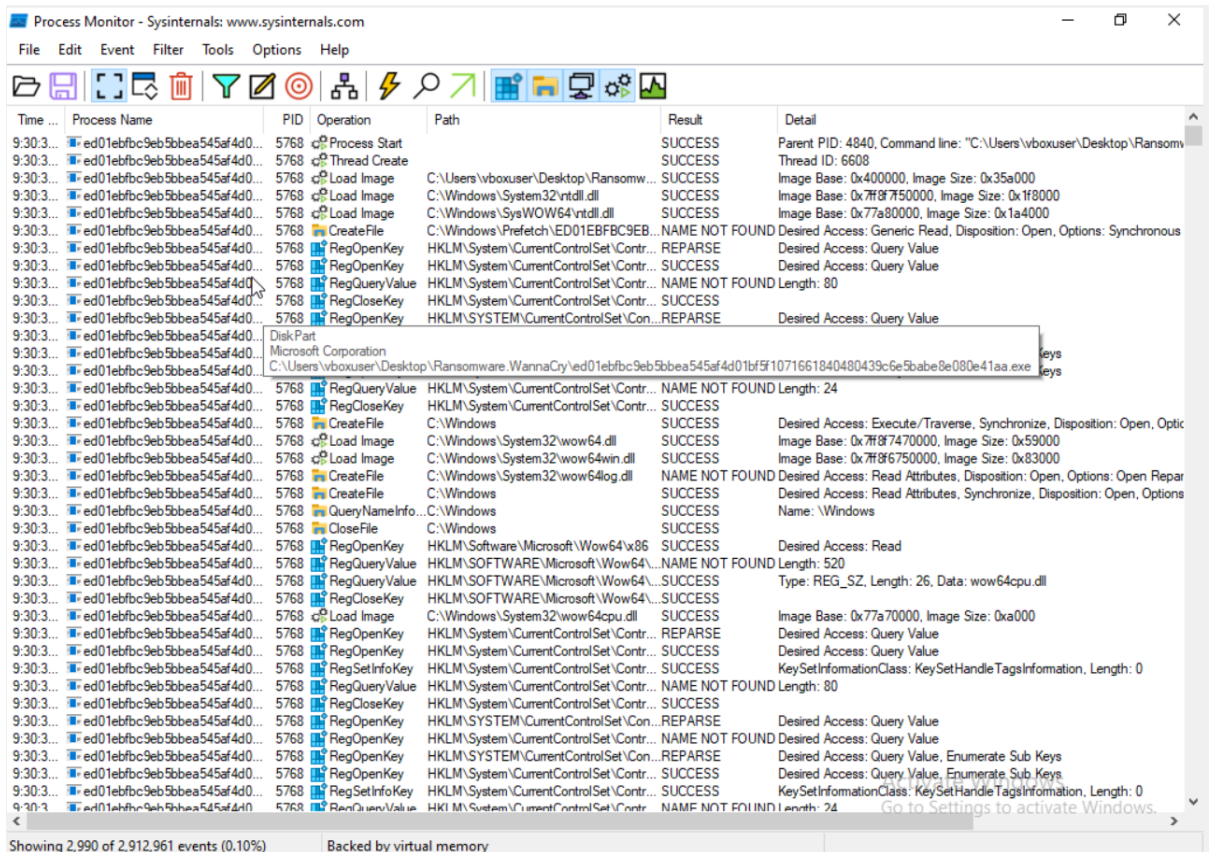 Process Monitor - Sysinternals: www.sysinternals.com
File Edit Event Filter Tools Options Help
Time ... Process Name PID Operation Path Result Detail
9:30:3... ed01ebfbc9eb5bbea545af4d0... 5768 Process Start SUCCESS Parent PID: 4840, Command line: "C:\Users\vboxuser\Desktop\Ransomw
9:30:3... ed01ebfbc9eb5bbea545af4d0... 5768 Thread Create SUCCESS Thread ID: 6608
9:30:3... ed01ebfbc9eb5bbea545af4d0... 5768 Load Image C:\Users\vboxuser\Desktop\Ransomw... SUCCESS Image Base: 0x400000, Image Size: 0x35a000
9:30:3... ed01ebfbc9eb5bbea545af4d0... 5768 Load Image C:\Windows\System32\ntdll.dll SUCCESS Image Base: 0x7ff8f7f50000, Image Size: 0x1f8000
9:30:3... ed01ebfbc9eb5bbea545af4d0... 5768 Load Image C:\Windows\SysWOW64\ntdll.dll SUCCESS Image Base: 0x77a80000, Image Size: 0x1a4000
9:30:3... ed01ebfbc9eb5bbea545af4d0... 5768 CreateFile C:\Windows\Prefetch\ED01EBFBC9EB... NAME NOT FOUND Desired Access: Generic Read, Disposition: Open, Options: Synchronous
9:30:3... ed01ebfbc9eb5bbea545af4d0... 5768 RegOpenKey HKLM\System\CurrentControlSet\Contr... REPARSE Desired Access: Query Value
9:30:3... ed01ebfbc9eb5bbea545af4d0... 5768 RegOpenKey HKLM\System\CurrentControlSet\Contr... SUCCESS Desired Access: Query Value
9:30:3... ed01ebfbc9eb5bbea545af4d0... 5768 RegQueryValue HKLM\System\CurrentControlSet\Contr... NAME NOT FOUND Length: 80
9:30:3... ed01ebfbc9eb5bbea545af4d0... 5768 RegCloseKey HKLM\System\CurrentControlSet\Contr... SUCCESS
9:30:3... ed01ebfbc9eb5bbea545af4d0... 5768 RegOpenKey HKLM\SYSTEM\CurrentControlSet\Con... REPARSE Desired Access: Query Value
9:30:3... ed01ebfbc9eb5bbea545af4d0... DiskPart
9:30:3... ed01ebfbc9eb5bbea545af4d0... Microsoft Corporation Keys
9:30:3... ed01ebfbc9eb5bbea545af4d0... C:\Users\vboxuser\Desktop\Ransomware.WannaCry\ed01ebfbc9eb5bbea545af4d01bf5f1071661840480439c6e5babe8e080e41aa.exe Keys
9:30:3... ed01ebfbc9eb5bbea545af4d0... 5768 RegQueryValue HKLM\System\CurrentControlSet\Contr... NAME NOT FOUND Length: 24
9:30:3... ed01ebfbc9eb5bbea545af4d0... 5768 RegCloseKey HKLM\System\CurrentControlSet\Contr... SUCCESS
9:30:3... ed01ebfbc9eb5bbea545af4d0... 5768 CreateFile C:\Windows SUCCESS Desired Access: Execute/Traverse, Synchronize, Disposition: Open, Optic
9:30:3... ed01ebfbc9eb5bbea545af4d0... 5768 Load Image C:\Windows\System32\wow64.dll SUCCESS Image Base: 0x7ff8f7470000, Image Size: 0x59000
9:30:3... ed01ebfbc9eb5bbea545af4d0... 5768 Load Image C:\Windows\System32\wow64win.dll SUCCESS Image Base: 0x7ff8f6750000, Image Size: 0x83000
9:30:3... ed01ebfbc9eb5bbea545af4d0... 5768 CreateFile C:\Windows\System32\wow64log.dll NAME NOT FOUND Desired Access: Read Attributes, Disposition: Open, Options: Open Repar
9:30:3... ed01ebfbc9eb5bbea545af4d0... 5768 CreateFile C:\Windows SUCCESS Desired Access: Read Attributes, Synchronize, Disposition: Open, Options
9:30:3... ed01ebfbc9eb5bbea545af4d0... 5768 QueryNameInfo... C:\Windows SUCCESS Name: \Windows
9:30:3... ed01ebfbc9eb5bbea545af4d0... 5768 CloseFile C:\Windows SUCCESS
9:30:3... ed01ebfbc9eb5bbea545af4d0... 5768 RegOpenKey HKLM\Software\Microsoft\Wow64\x86 SUCCESS Desired Access: Read
9:30:3... ed01ebfbc9eb5bbea545af4d0... 5768 RegQueryValue HKLM\SOFTWARE\Microsoft\Wow64\... NAME NOT FOUND Length: 520
9:30:3... ed01ebfbc9eb5bbea545af4d0... 5768 RegQueryValue HKLM\SOFTWARE\Microsoft\Wow64\... SUCCESS Type: REG_SZ, Length: 26, Data: wow64cpu.dll
9:30:3... ed01ebfbc9eb5bbea545af4d0... 5768 RegCloseKey HKLM\SOFTWARE\Microsoft\Wow64\... SUCCESS
9:30:3... ed01ebfbc9eb5bbea545af4d0... 5768 Load Image C:\Windows\System32\wow64cpu.dll SUCCESS Image Base: 0x77a70000, Image Size: 0xa000
9:30:3... ed01ebfbc9eb5bbea545af4d0... 5768 RegOpenKey HKLM\System\CurrentControlSet\Contr... REPARSE Desired Access: Query Value
9:30:3... ed01ebfbc9eb5bbea545af4d0... 5768 RegOpenKey HKLM\System\CurrentControlSet\Contr... SUCCESS Desired Access: Query Value
9:30:3... ed01ebfbc9eb5bbea545af4d0... 5768 RegSetInfoKey HKLM\System\CurrentControlSet\Contr... SUCCESS KeySetInformationClass: KeySetHandleTagsInformation, Length: 0
9:30:3... ed01ebfbc9eb5bbea545af4d0... 5768 RegQueryValue HKLM\System\CurrentControlSet\Contr... NAME NOT FOUND Length: 80
9:30:3... ed01ebfbc9eb5bbea545af4d0... 5768 RegCloseKey HKLM\System\CurrentControlSet\Contr... SUCCESS
9:30:3... ed01ebfbc9eb5bbea545af4d0... 5768 RegOpenKey HKLM\SYSTEM\CurrentControlSet\Con... REPARSE Desired Access: Query Value
9:30:3... ed01ebfbc9eb5bbea545af4d0... 5768 RegOpenKey HKLM\System\CurrentControlSet\Contr... NAME NOT FOUND Desired Access: Query Value
9:30:3... ed01ebfbc9eb5bbea545af4d0... 5768 RegOpenKey HKLM\SYSTEM\CurrentControlSet\Con... REPARSE Desired Access: Query Value, Enumerate Sub Keys
9:30:3... ed01ebfbc9eb5bbea545af4d0... 5768 RegOpenKey HKLM\System\CurrentControlSet\Contr... SUCCESS Desired Access: Query Value, Enumerate Sub Keys
9:30:3... ed01ebfbc9eb5bbea545af4d0... 5768 RegSetInfoKey HKLM\System\CurrentControlSet\Contr... SUCCESS KeySetInformationClass: KeySetHandleTagsInformation, Length: 0
9:30:3 ed01ebfbc9eb5bbea545af4d0 5768 RegQueryValue HKLM\System\CurrentControlSet\Contr NAME NOT FOUND Length: 24
Activate Windows
Go to Settings to activate Windows.
Showing 2,990 of 2,912,961 events (0.10%) Backed by virtual memory